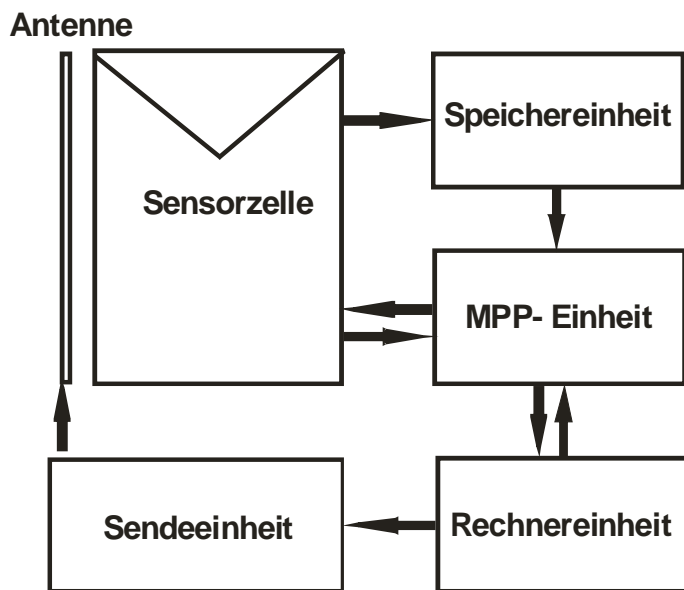 Antenne
Speichereinheit
Sensorzelle
MPP- Einheit
Sendeeinheit
Rechnereinheit